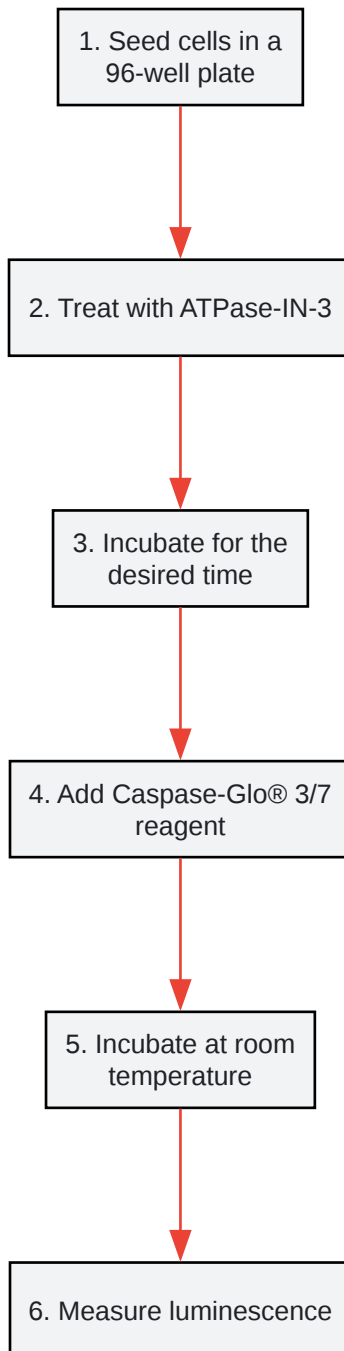 1. Seed cells in a
96-well plate
2. Treat with ATPase-IN-3
3. Incubate for the
desired time
4. Add Caspase-Glo® 3/7
reagent
5. Incubate at room
temperature
6. Measure luminescence